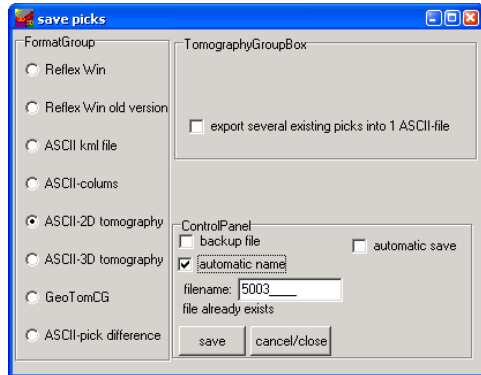 save picks
FormatGroup
Reflex Win
Reflex Win old version
ASCII kml file
ASCII-colums
ASCII-2D tomography
ASCII-3D tomography
GeoTomCG
ASCII-pick difference
TomographyGroupBox
export several existing picks into 1 ASCII-file
ControlPanel
backup file
automatic save
automatic name
filename: 5003____
file already exists
save cancel/close